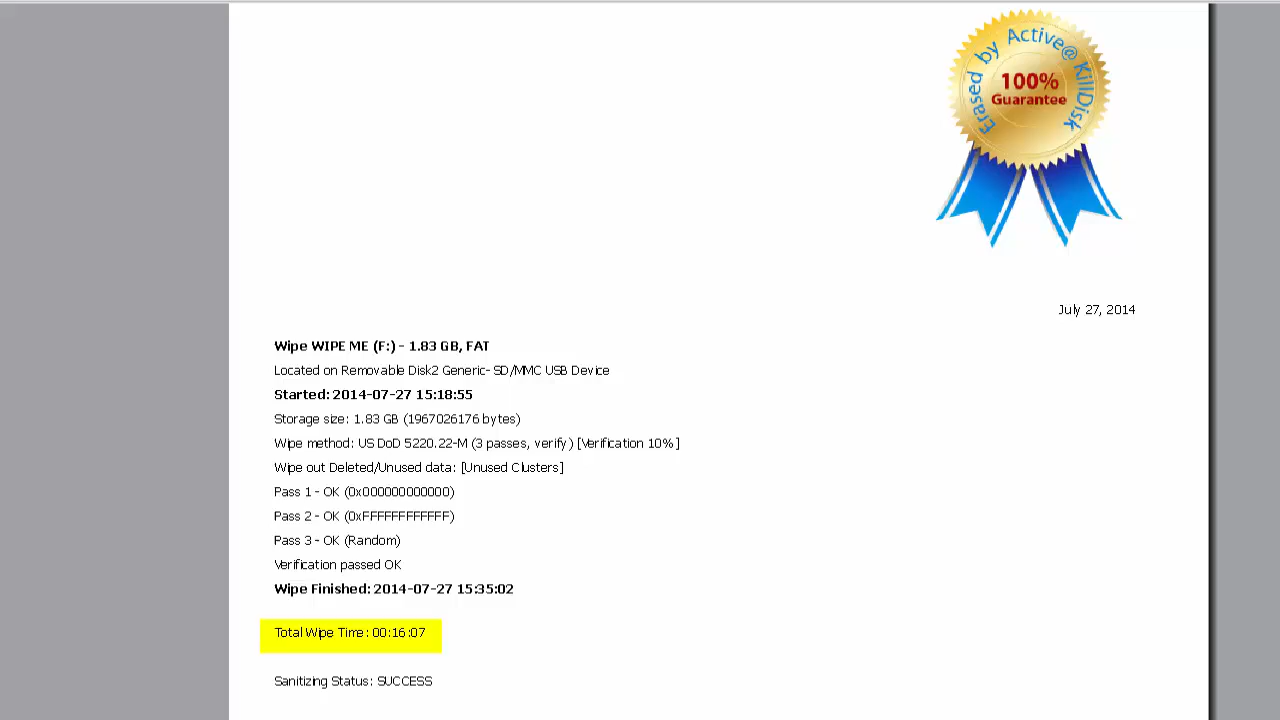 Erased by Active@ KillDisk
100%
Guarantee
July 27, 2014
Wipe WIPE ME (F:) - 1.83 GB, FAT
Located on Removable Disk2 Generic- SD/MMC USB Device
Started: 2014-07-27 15:18:55
Storage size: 1.83 GB (1967026176 bytes)
Wipe method: US DoD 5220.22-M (3 passes, verify) [Verification 10%]
Wipe out Deleted/Unused data: [Unused Clusters]
Pass 1 - OK (0x000000000000)
Pass 2 - OK (0xFFFFFFFFFFFF)
Pass 3 - OK (Random)
Verification passed OK
Wipe Finished: 2014-07-27 15:35:02
Total Wipe Time: 00:16:07
Sanitizing Status: SUCCESS